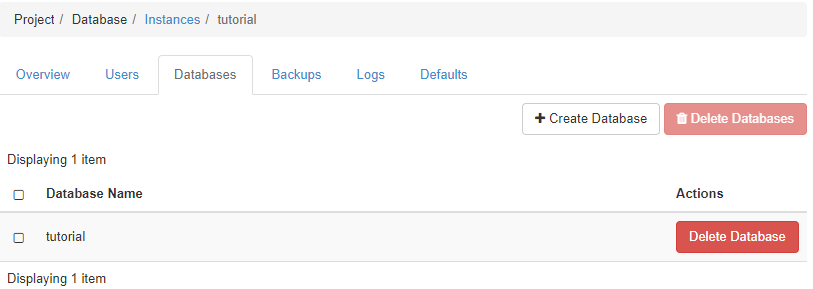 Project / Database / Instances / tutorial
Overview Users Databases Backups Logs Defaults
Create Database Delete Databases
Displaying 1 item
Database Name Actions
tutorial Delete Database
Displaying 1 item